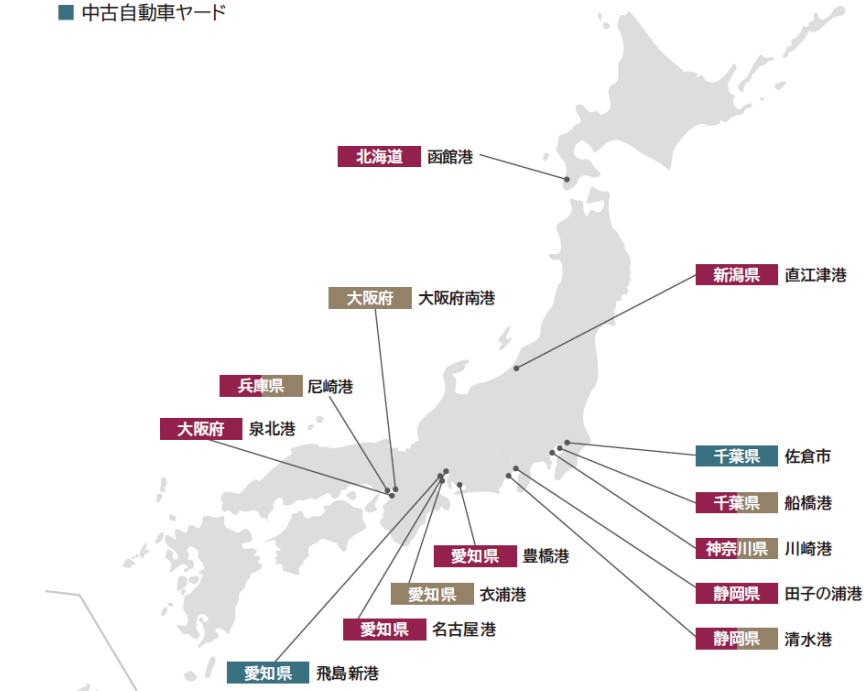 中古自動車ヤード
北海道 函館港
新潟県 直江津港
大阪府 大阪府南港
兵庫県 尼崎港
大阪府 泉北港
千葉県 佐倉市
千葉県 船橋港
神奈川県 川崎港
愛知県 豊橋港
静岡県 田子の浦港
愛知県 衣浦港
愛知県 名古屋港
静岡県 清水港
愛知県 飛島新港